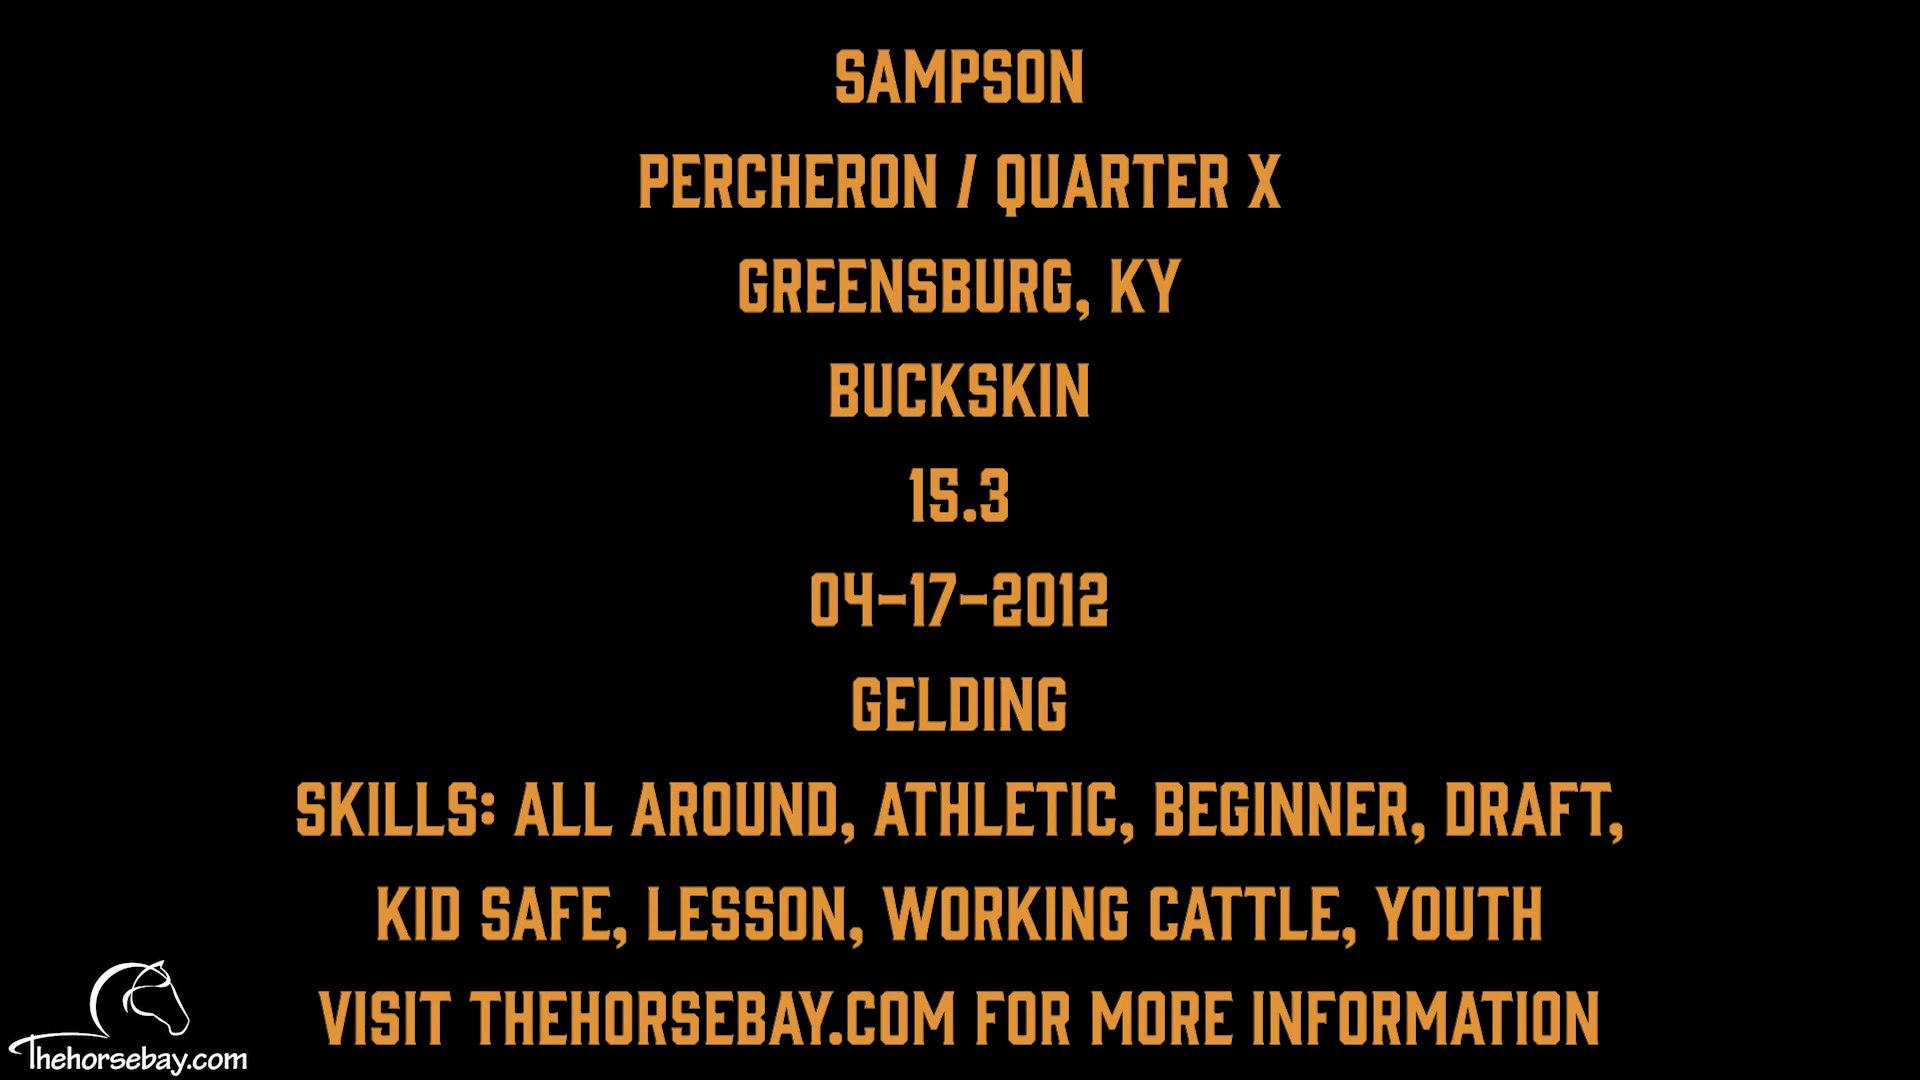 SAMPSON
PERCHERON / QUARTER X
GREENSBURG, KY
BUCKSKIN
15.3
04-17-2012
GELDING
SKILLS: ALL AROUND, ATHLETIC, BEGINNER, DRAFT,
KID SAFE, LESSON, WORKING CATTLE, YOUTH
VISIT THEHORSEBAY.COM FOR MORE INFORMATION
Thehorsebay.com